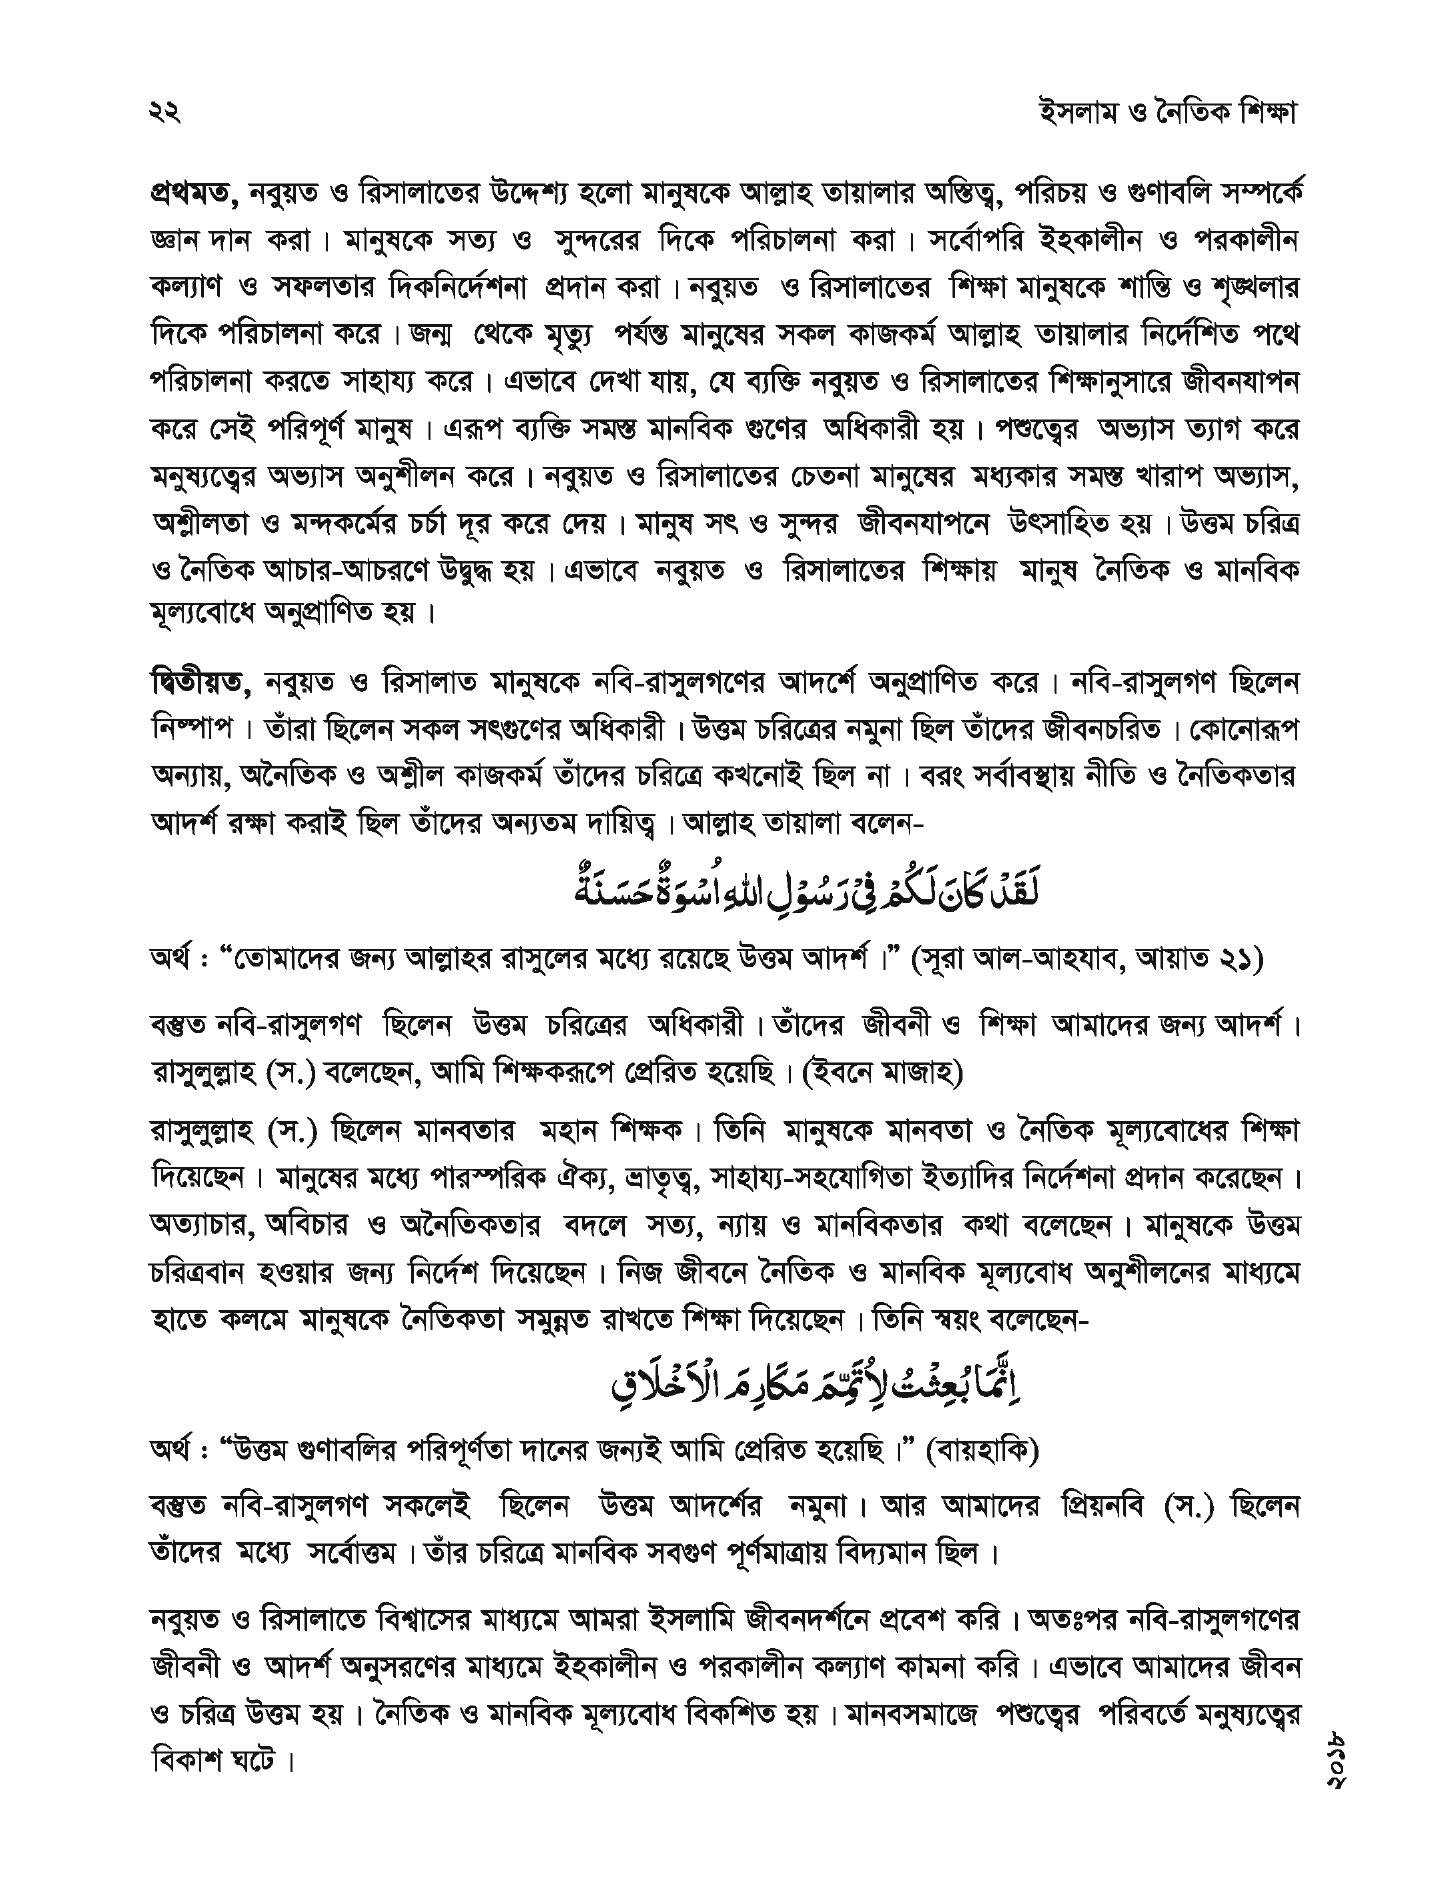 ২২
ইসলাম ও নৈতিক শিক্ষা
প্রথমত, নবুয়ত ও রিসালাতের উদ্দেশ্য হলো মানুষকে আল্লাহ তায়ালার অস্তিত্ব, পরিচয় ও গুণাবলি সম্পর্কে
জ্ঞান দান করা। মানুষকে সত্য ও সুন্দরের দিকে পরিচালনা করা। সর্বোপরি ইহকালীন ও পরকালীন
কল্যাণ ও সফলতার দিকনির্দেশনা প্রদান করা। নবুয়ত ও রিসালাতের শিক্ষা মানুষকে শান্তি ও শৃঙ্খলার
দিকে পরিচালনা করে। জন্ম থেকে মৃত্যু পর্যন্ত মানুষের সকল কাজকর্ম আল্লাহ তায়ালার নির্দেশিত পথে
পরিচালনা করতে সাহায্য করে। এভাবে দেখা যায়, যে ব্যক্তি নবুয়ত ও রিসালাতের শিক্ষানুসারে জীবনযাপন
করে সেই পরিপূর্ণ মানুষ। এরূপ ব্যক্তি সমস্ত মানবিক গুণের অধিকারী হয়। পশুত্বের অভ্যাস ত্যাগ করে
মনুষ্যত্বের অভ্যাস অনুশীলন করে। নবুয়ত ও রিসালাতের চেতনা মানুষের মধ্যকার সমস্ত খারাপ অভ্যাস,
অশ্লীলতা ও মন্দকর্মের চর্চা দূর করে দেয়। মানুষ সৎ ও সুন্দর জীবনযাপনে উৎসাহিত হয়। উত্তম চরিত্র
ও নৈতিক আচার-আচরণে উদ্বুদ্ধ হয়। এভাবে নবুয়ত ও রিসালাতের শিক্ষায় মানুষ নৈতিক ও মানবিক
মূল্যবোধে অনুপ্রাণিত হয়।
দ্বিতীয়ত, নবুয়ত ও রিসালাত মানুষকে নবি-রাসুলগণের আদর্শে অনুপ্রাণিত করে। নবি-রাসুলগণ ছিলেন
নিষ্পাপ। তাঁরা ছিলেন সকল সৎগুণের অধিকারী। উত্তম চরিত্রের নমুনা ছিল তাঁদের জীবনচরিত। কোনোরূপ
অন্যায়, অনৈতিক ও অশ্লীল কাজকর্ম তাঁদের চরিত্রে কখনোই ছিল না। বরং সর্বাবস্থায় নীতি ও নৈতিকতার
আদর্শ রক্ষা করাই ছিল তাঁদের অন্যতম দায়িত্ব। আল্লাহ তায়ালা বলেন-
لَقَدْ كَانَ لَكُمْ فِيْ رَسُوْلِ اللهِ اُسْوَةٌ حَسَنَةٌ
অর্থ : “তোমাদের জন্য আল্লাহর রাসুলের মধ্যে রয়েছে উত্তম আদর্শ।” (সূরা আল-আহযাব, আয়াত ২১)
বস্তুত নবি-রাসুলগণ ছিলেন উত্তম চরিত্রের অধিকারী। তাঁদের জীবনী ও শিক্ষা আমাদের জন্য আদর্শ।
রাসুলুল্লাহ (স.) বলেছেন, আমি শিক্ষকরূপে প্রেরিত হয়েছি। (ইবনে মাজাহ)
রাসুলুল্লাহ (স.) ছিলেন মানবতার মহান শিক্ষক। তিনি মানুষকে মানবতা ও নৈতিক মূল্যবোধের শিক্ষা
দিয়েছেন। মানুষের মধ্যে পারস্পরিক ঐক্য, ভ্রাতৃত্ব, সাহায্য-সহযোগিতা ইত্যাদির নির্দেশনা প্রদান করেছেন।
অত্যাচার, অবিচার ও অনৈতিকতার বদলে সত্য, ন্যায় ও মানবিকতার কথা বলেছেন। মানুষকে উত্তম
চরিত্রবান হওয়ার জন্য নির্দেশ দিয়েছেন। নিজ জীবনে নৈতিক ও মানবিক মূল্যবোধ অনুশীলনের মাধ্যমে
হাতে কলমে মানুষকে নৈতিকতা সমুন্নত রাখতে শিক্ষা দিয়েছেন। তিনি স্বয়ং বলেছেন-
اِنَّمَا بُعِثْتُ لِاُتَمِّمَ مَكَارِمَ الْاَخْلَاقِ
অর্থ : “উত্তম গুণাবলির পরিপূর্ণতা দানের জন্যই আমি প্রেরিত হয়েছি।” (বায়হাকি)
বস্তুত নবি-রাসুলগণ সকলেই ছিলেন উত্তম আদর্শের নমুনা। আর আমাদের প্রিয়নবি (স.) ছিলেন
তাঁদের মধ্যে সর্বোত্তম। তাঁর চরিত্রে মানবিক সবগুণ পূর্ণমাত্রায় বিদ্যমান ছিল।
নবুয়ত ও রিসালাতে বিশ্বাসের মাধ্যমে আমরা ইসলামি জীবনদর্শনে প্রবেশ করি। অতঃপর নবি-রাসুলগণের
জীবনী ও আদর্শ অনুসরণের মাধ্যমে ইহকালীন ও পরকালীন কল্যাণ কামনা করি। এভাবে আমাদের জীবন
ও চরিত্র উত্তম হয়। নৈতিক ও মানবিক মূল্যবোধ বিকশিত হয়। মানবসমাজে পশুত্বের পরিবর্তে মনুষ্যত্বের
বিকাশ ঘটে।
২০১৮